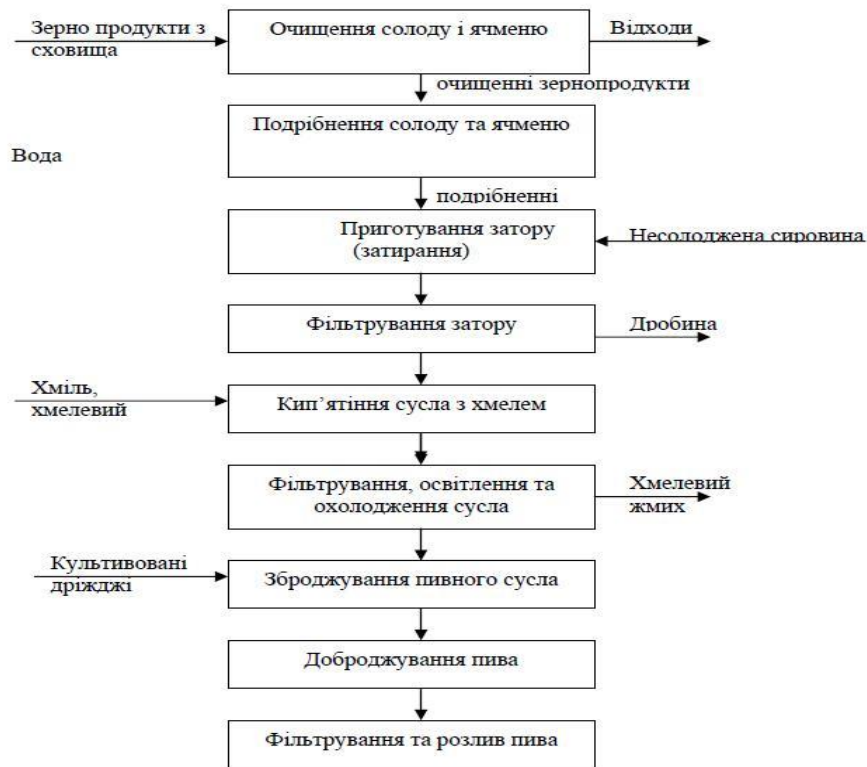 Зерно продукти з
сховища
Очищення солоду і ячменю
Відходи
очищенні зернопродукти
Подрібнення солоду та ячменю
Вода
подрібненні
Приготування затору
(затирання)
Несолоджена сировина
Фільтрування затору
Дробина
Хміль,
хмелевий
Кип’ятіння сусла з хмелем
Фільтрування, освітлення та
охолодження сусла
Хмелевий
жмих
Культивовані
дріжджі
Зброджування пивного сусла
Доброджування пива
Фільтрування та розлив пива